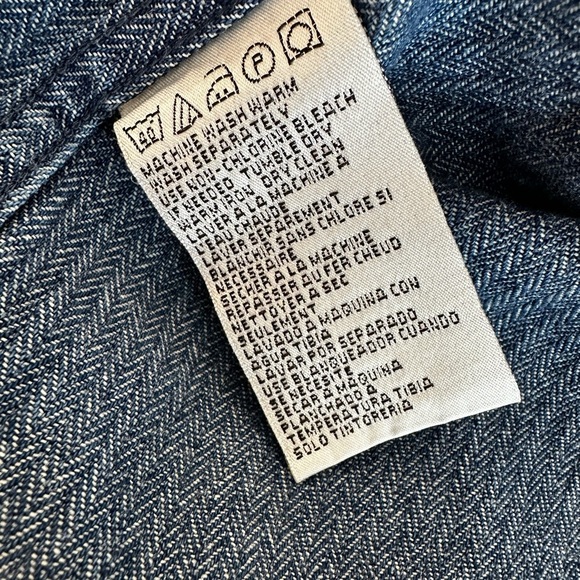 40 P
MACHINE WASH WARM
WASH SEPARATELY
USE NON-CHLORINE BLEACH
IF NEEDED, TUMBLE DRY
WARM IRON, DRY CLEAN
LAVER A LA MACHINE A
L'EAU CHAUDE
LAVER SEPAREMENT
BLANCHIR SANS CHLORE SI
NECESSAIRE
SECHER A LA MACHINE
REPASSER AU FER CHEUD
NETTOYER A SEC
SEULEMENT
LAVADO A MAQUINA CON
AGUA TIBIA
LAVAR POR SEPARADO
USE BLANQUEADOR CUANDO
SE NECESITE
SECAR A MAQUINA
PLANCHADO A
TEMPERATURA TIBIA
SOLO TINTORERIA